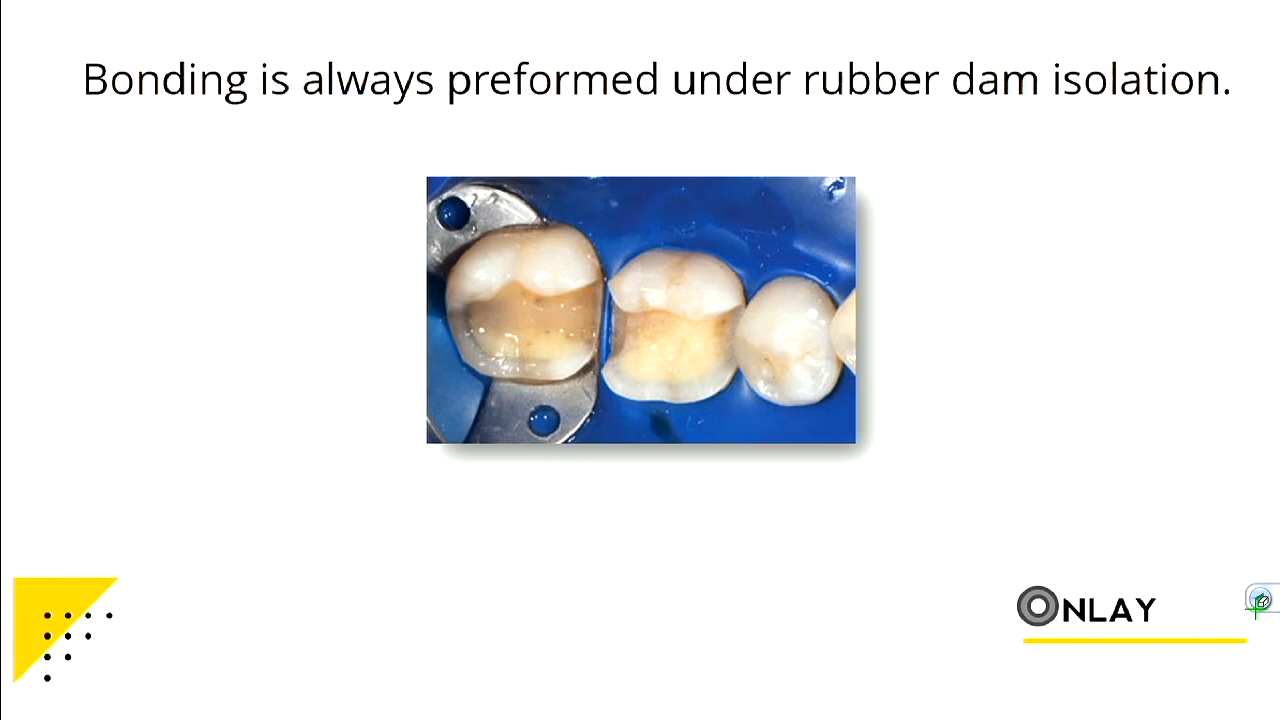 Bonding is always preformed under rubber dam isolation.
ONLAY